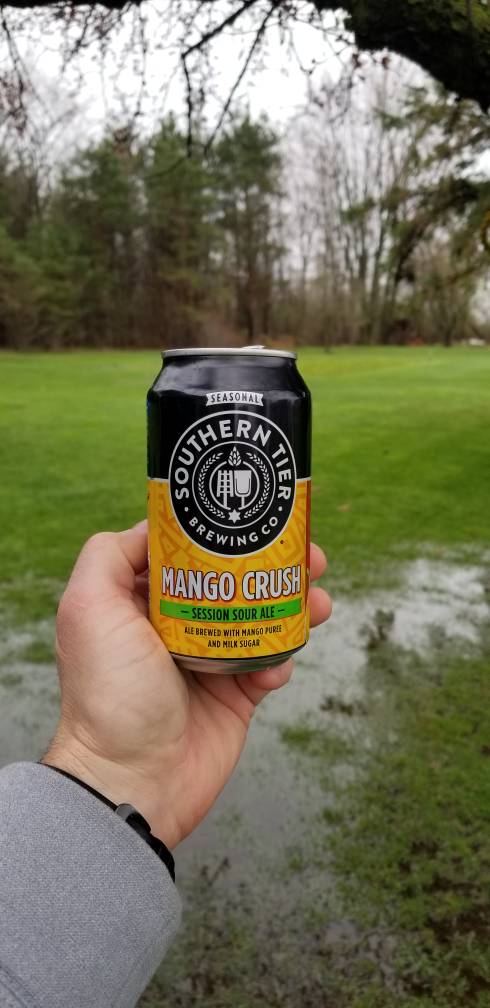 SEASONAL
SOUTHERN TIER
• BREWING CO •
MANGO CRUSH
— SESSION SOUR ALE —
ALE BREWED WITH MANGO PUREE
AND MILK SUGAR